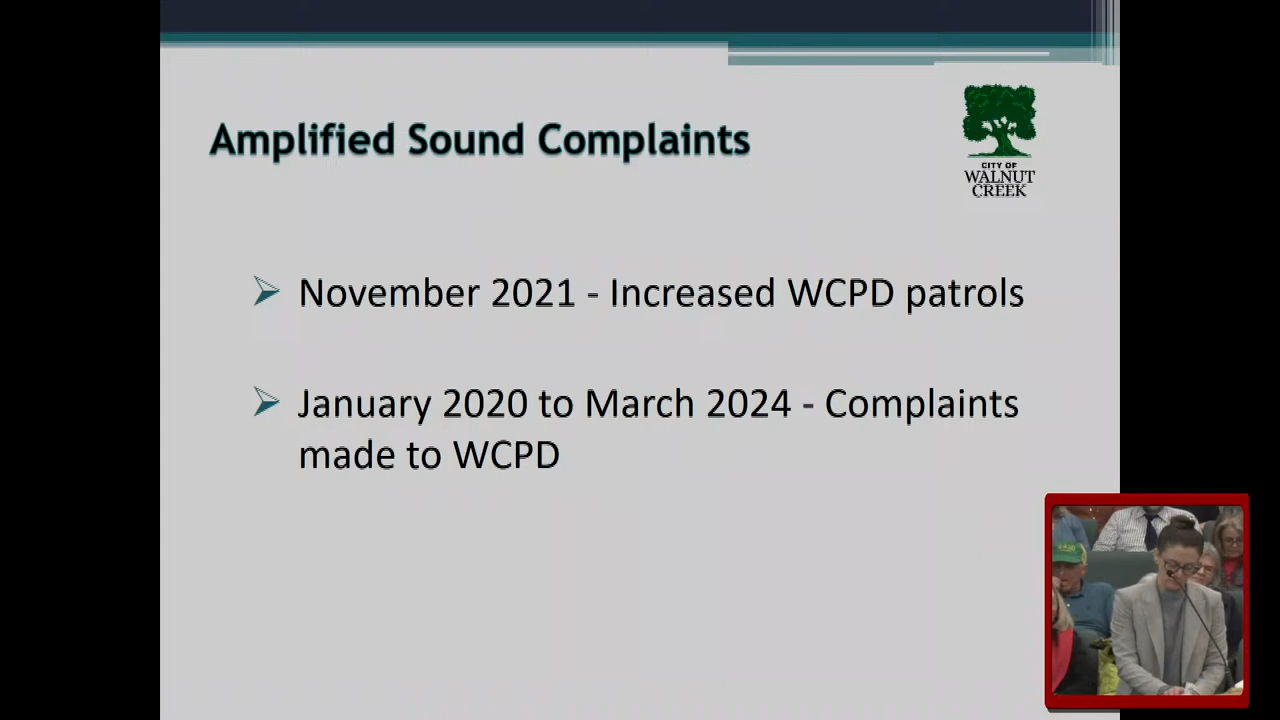 Amplified Sound Complaints
CITY OF
WALNUT
CREEK
➢ November 2021 - Increased WCPD patrols
➢ January 2020 to March 2024 - Complaints
made to WCPD